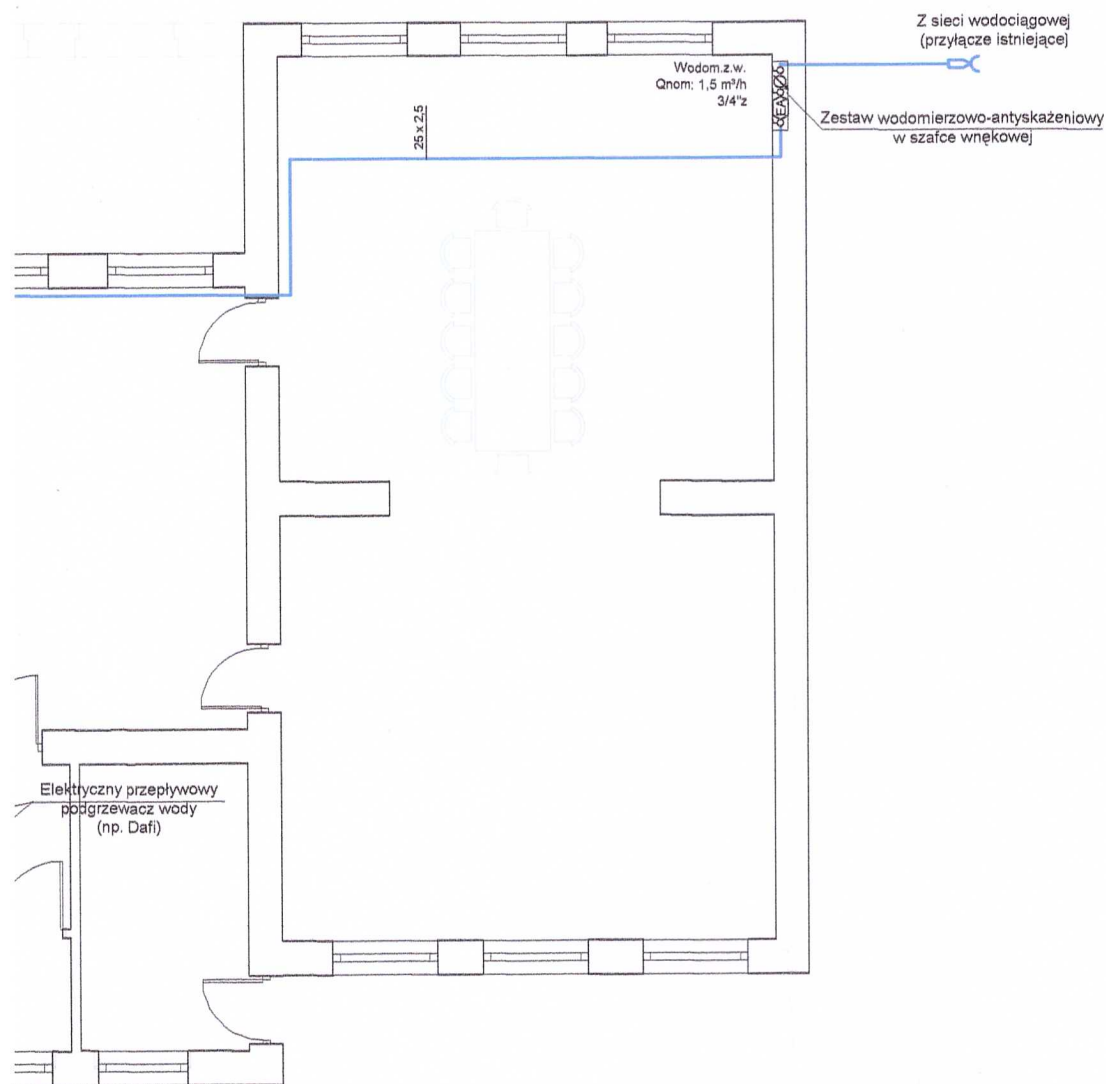 Z sieci wodociągowej
(przyłącze istniejące)
Wodom.z.w.
Qnom: 1,5 m³/h
3/4"z
EA
Zestaw wodomierzowo-antyskażeniowy
w szafce wnękowej
25 x 2,5
Elektryczny przepływowy
podgrzewacz wody
(np. Dafi)